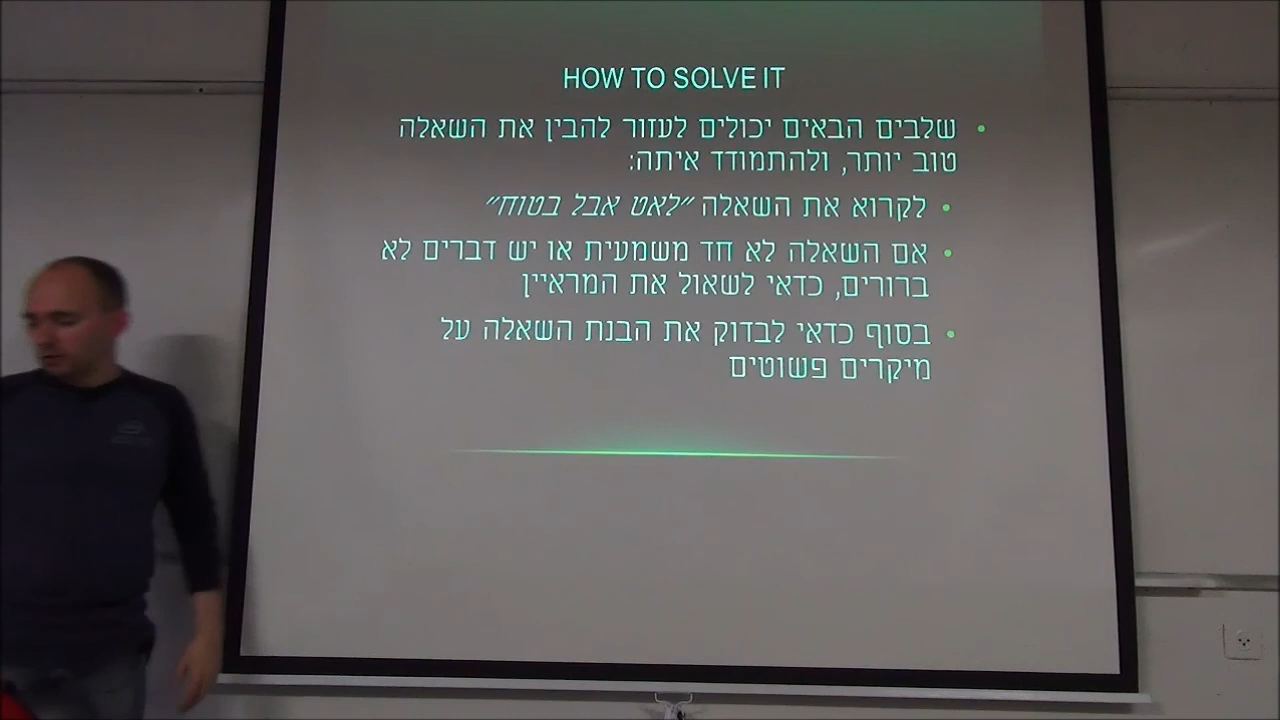 HOW TO SOLVE IT
• שלבים הבאים יכולים לעזור להבין את השאלה
טוב יותר, ולהתמודד איתה:
• לקרוא את השאלה "לאט אבל בטוח"
• אם השאלה לא חד משמעית או יש דברים לא
ברורים, כדאי לשאול את המראיין
• בסוף כדאי לבדוק את הבנת השאלה על
מיקרים פשוטים